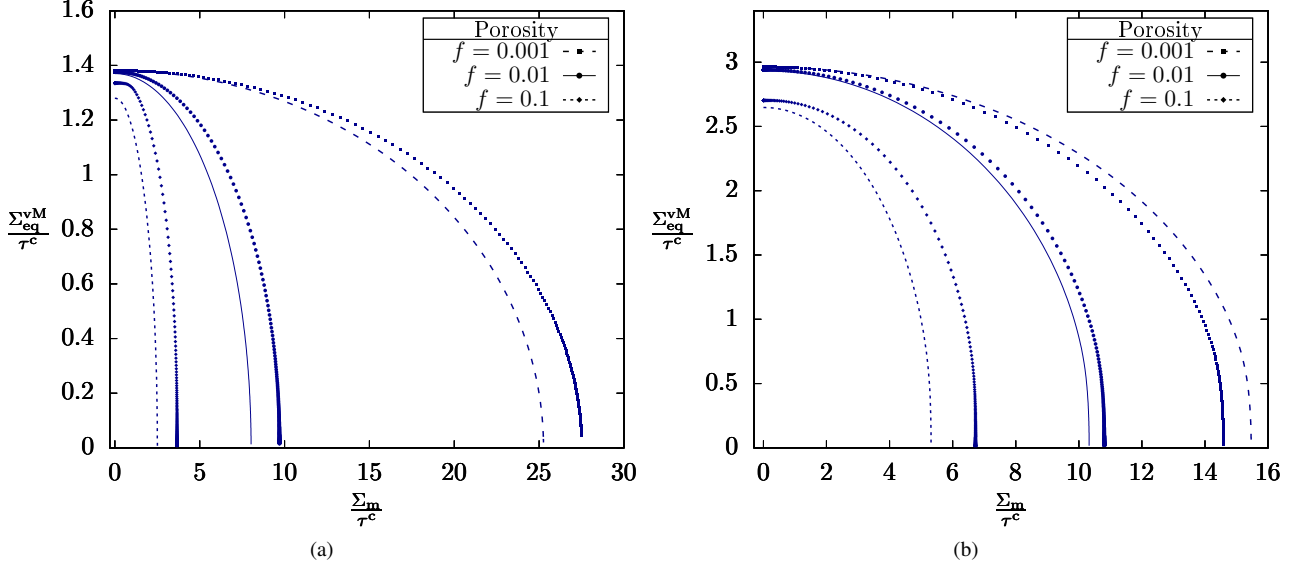 1.6
1.4
1.2
1
0.8
0.6
0.4
0.2
0
Σ_eq^vM / τ^c
Porosity
f = 0.001
f = 0.01
f = 0.1
0 5 10 15 20 25 30
Σ_m / τ^c
(a)
3
2.5
2
1.5
1
0.5
0
Σ_eq^vM / τ^c
Porosity
f = 0.001
f = 0.01
f = 0.1
0 2 4 6 8 10 12 14 16
Σ_m / τ^c
(b)